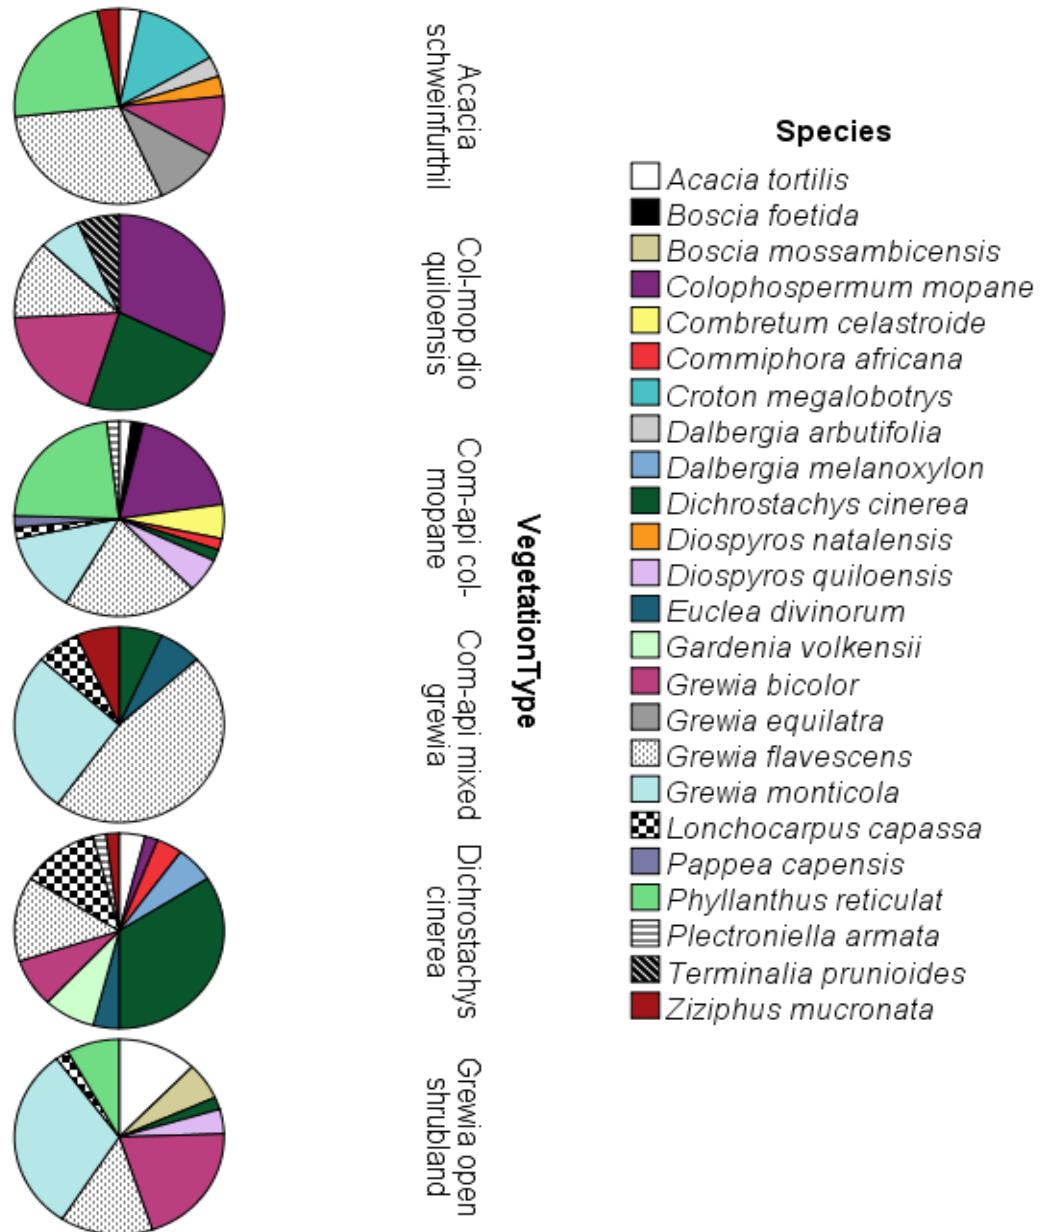 Acacia
schweinfurthil
Col-mop dio
quiloensis
Com-api col-
mopane
Com-api mixed
grewia
Dichrostachys
cinerea
Grewia open
shrubland
VegetationType
Species
Acacia tortilis
Boscia foetida
Boscia mossambicensis
Colophospermum mopane
Combretum celastroide
Commiphora africana
Croton megalobotrys
Dalbergia arbutifolia
Dalbergia melanoxylon
Dichrostachys cinerea
Diospyros natalensis
Diospyros quiloensis
Euclea divinorum
Gardenia volkensii
Grewia bicolor
Grewia equilatra
Grewia flavescens
Grewia monticola
Lonchocarpus capassa
Pappea capensis
Phyllanthus reticulat
Plectroniella armata
Terminalia prunioides
Ziziphus mucronata